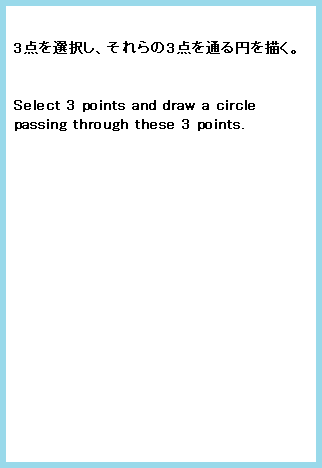 3点を選択し、それらの3点を通る円を描く。
Select 3 points and draw a circle
passing through these 3 points.